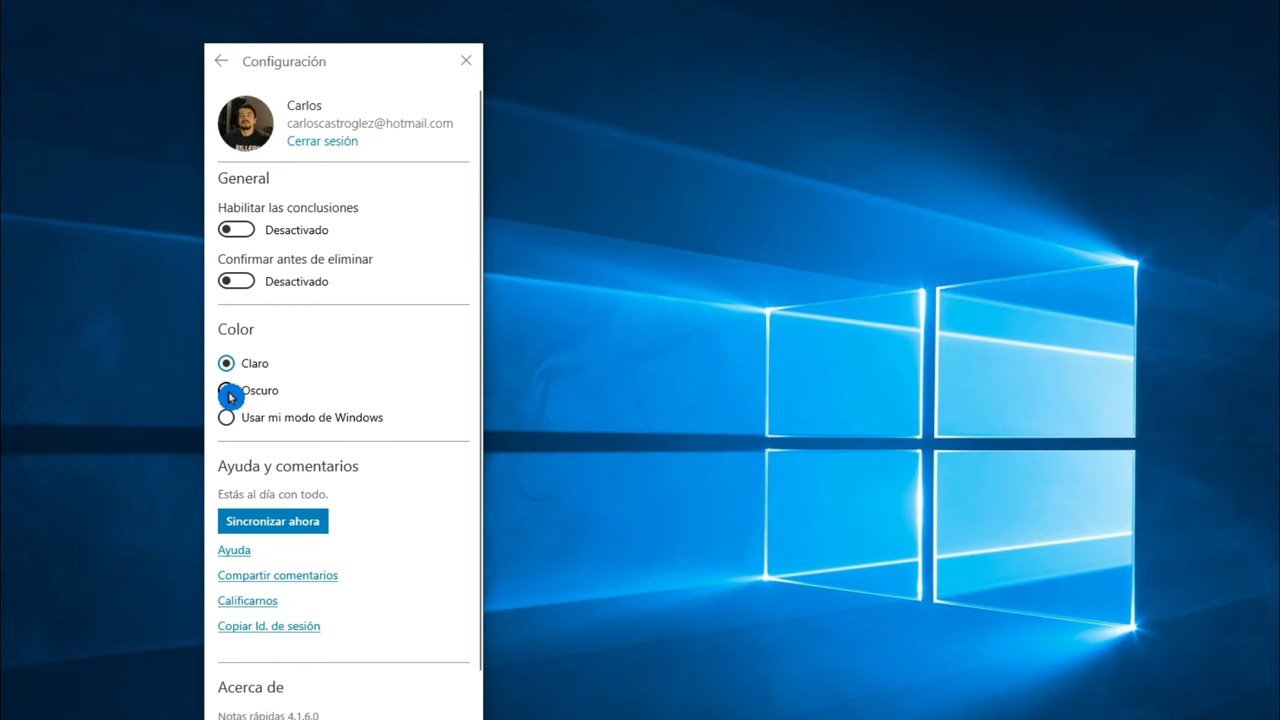 Configuración
Carlos
carloscastroglez@hotmail.com
Cerrar sesión
General
Habilitar las conclusiones
Desactivado
Confirmar antes de eliminar
Desactivado
Color
Claro
Oscuro
Usar mi modo de Windows
Ayuda y comentarios
Estás al día con todo.
Sincronizar ahora
Ayuda
Compartir comentarios
Calificarnos
Copiar Id. de sesión
Acerca de
Notas rápidas 4.1.6.0